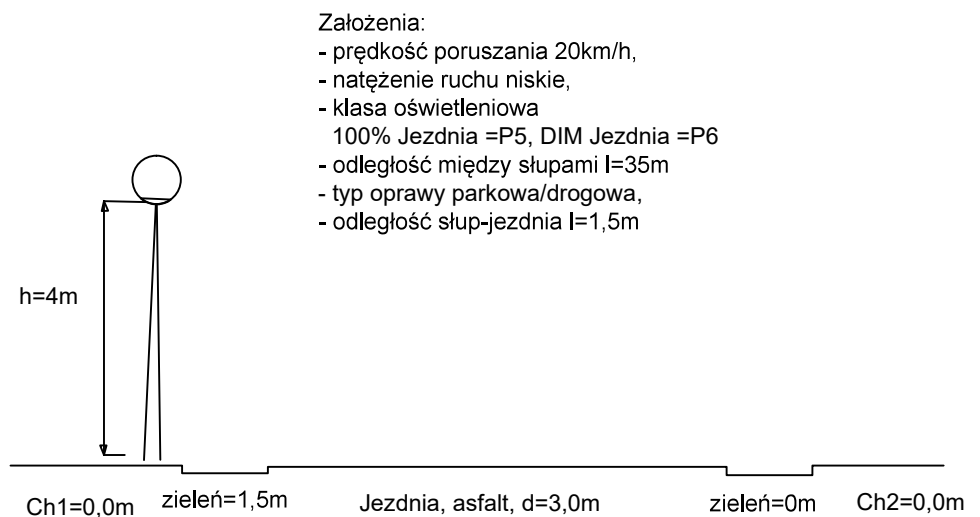 Założenia:
- prędkość poruszania 20km/h,
- natężenie ruchu niskie,
- klasa oświetleniowa
100% Jezdnia =P5, DIM Jezdnia =P6
- odległość między słupami l=35m
- typ oprawy parkowa/drogowa,
- odległość słup-jezdnia l=1,5m
h=4m
Ch1=0,0m
zieleń=1,5m
Jezdnia, asfalt, d=3,0m
zieleń=0m
Ch2=0,0m